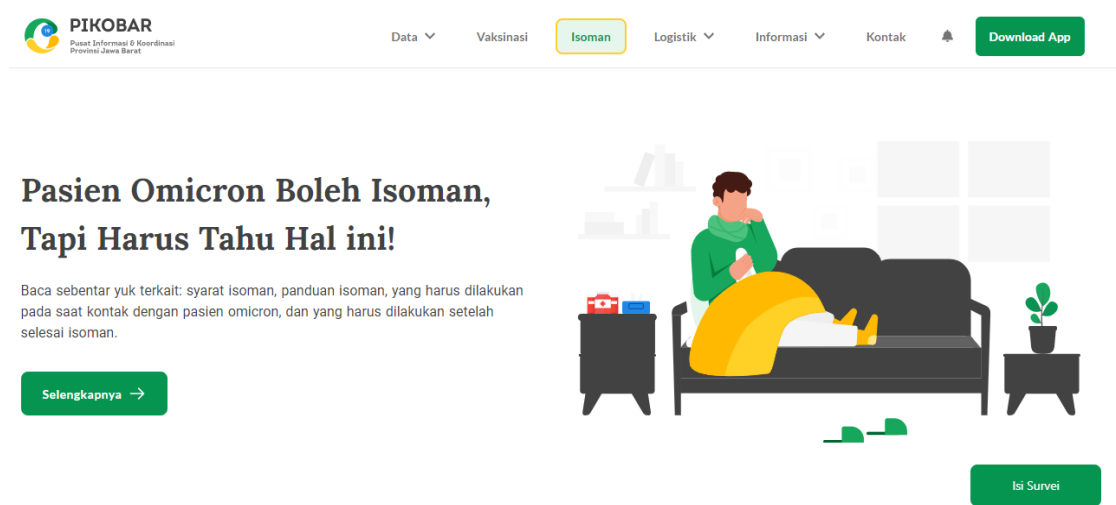 PIKOBAR
Pusat Informasi & Koordinasi
Provinsi Jawa Barat
Data
Vaksinasi
Isoman
Logistik
Informasi
Kontak
Download App
19
Pasien Omicron Boleh Isoman,
Tapi Harus Tahu Hal ini!
Baca sebentar yuk terkait: syarat isoman, panduan isoman, yang harus dilakukan
pada saat kontak dengan pasien omicron, dan yang harus dilakukan setelah
selesai isoman.
Selengkapnya →
Isi Survei